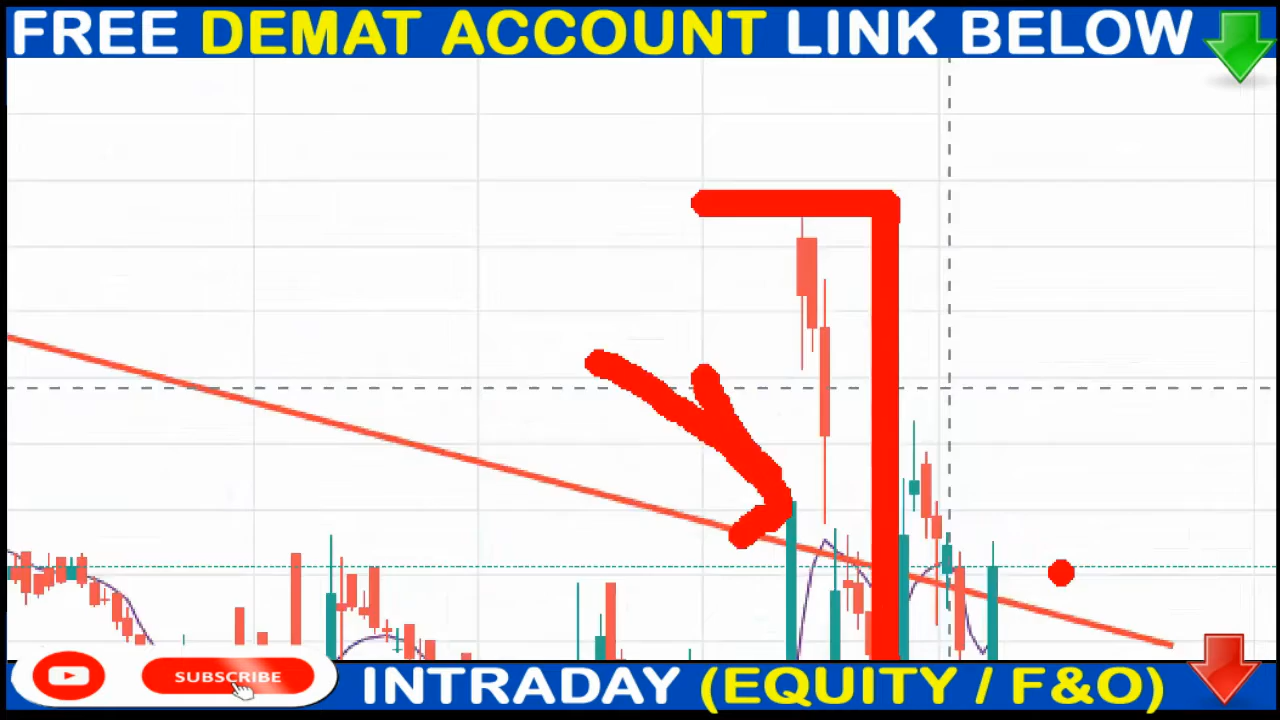 FREE DEMAT ACCOUNT LINK BELOW
SUBSCRIBE
INTRADAY (EQUITY / F&O)